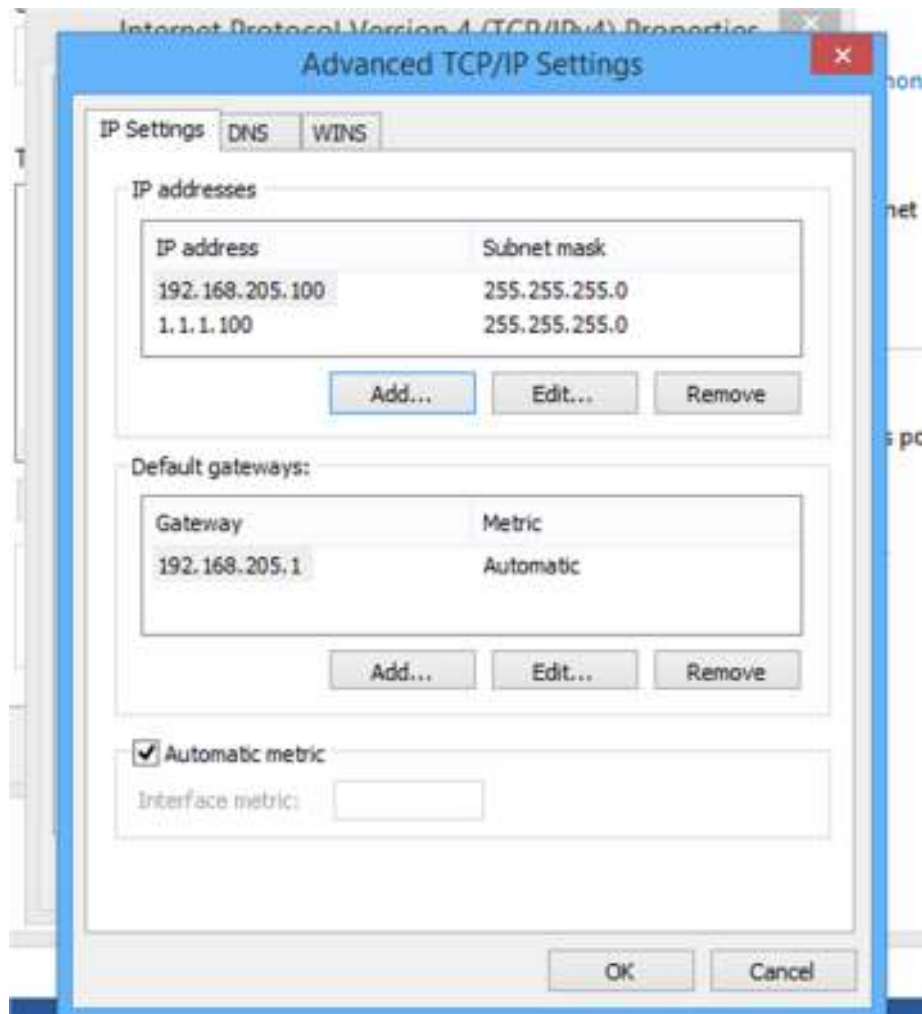 Internet Protocol Version 4 (TCP/IPv4) Properties
Advanced TCP/IP Settings
IP Settings DNS WINS
IP addresses
IP address Subnet mask
192.168.205.100 255.255.255.0
1.1.1.100 255.255.255.0
Add... Edit... Remove
Default gateways:
Gateway Metric
192.168.205.1 Automatic
Add... Edit... Remove
Automatic metric
Interface metric:
OK Cancel